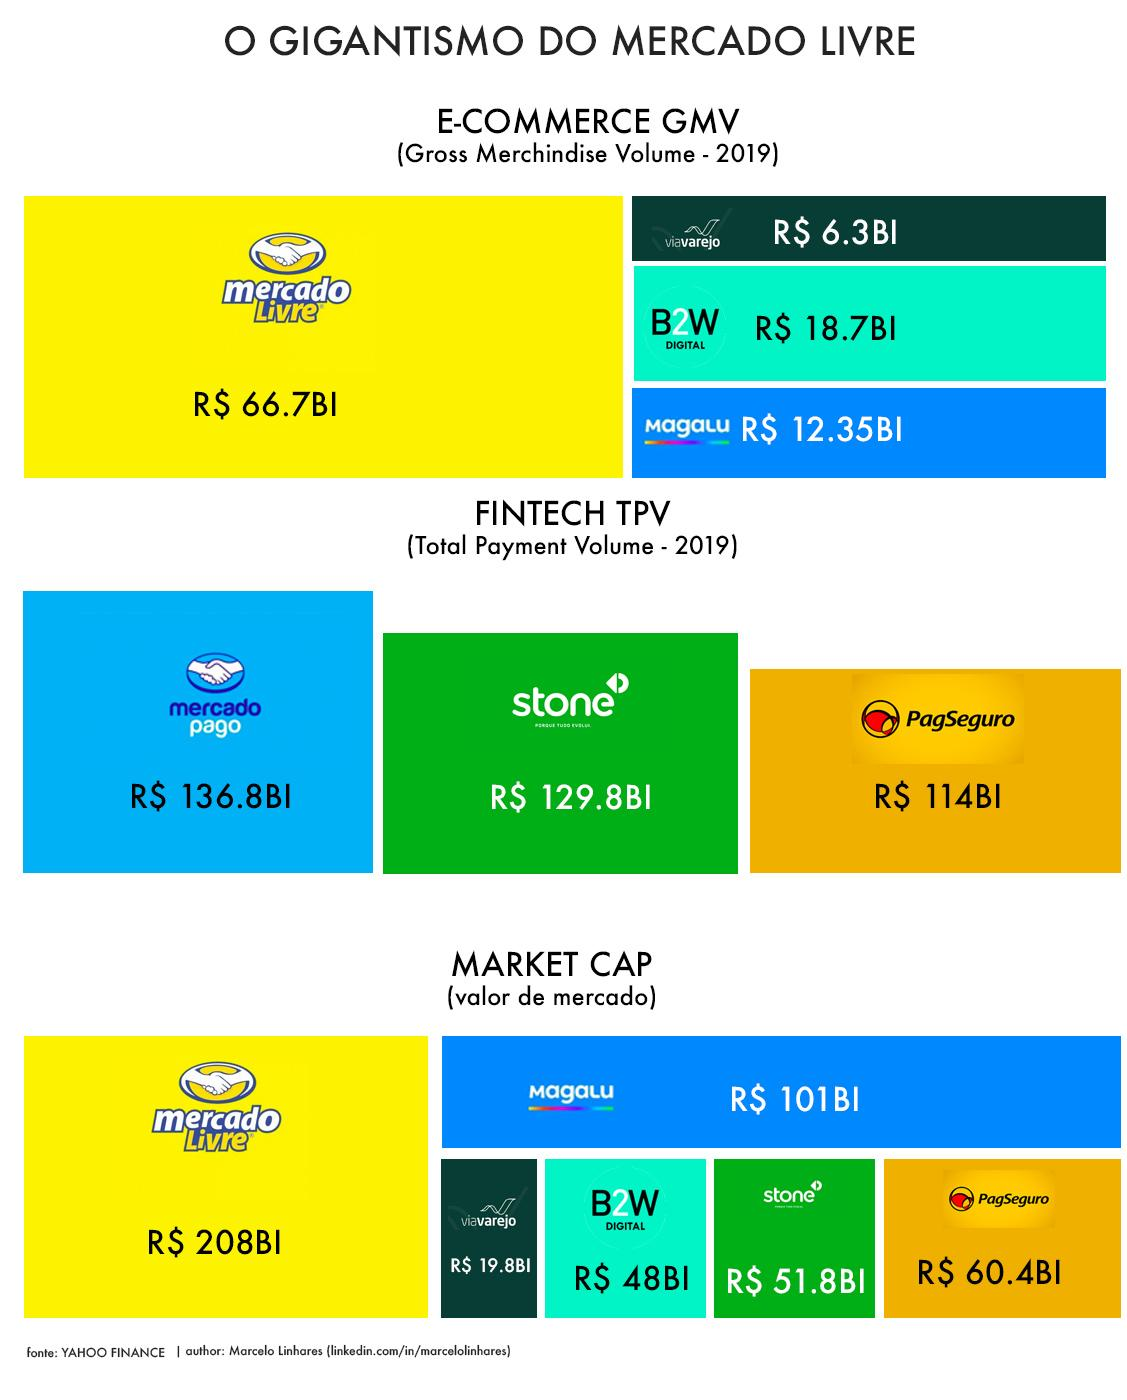 O GIGANTISMO DO MERCADO LIVRE
E-COMMERCE GMV
(Gross Merchindise Volume - 2019)
mercado
Livre
R$ 66.7BI
viavarejo
R$ 6.3BI
B2W
DIGITAL
R$ 18.7BI
MagaLu
R$ 12.35BI
FINTECH TPV
(Total Payment Volume - 2019)
mercado
pago
R$ 136.8BI
stone
PORQUE TUDO EVOLUI.
R$ 129.8BI
PagSeguro
R$ 114BI
MARKET CAP
(valor de mercado)
mercado
Livre
R$ 208BI
MagaLu
R$ 101BI
viavarejo
R$ 19.8BI
B2W
DIGITAL
R$ 48BI
stone
R$ 51.8BI
PagSeguro
R$ 60.4BI
fonte: YAHOO FINANCE | author: Marcelo Linhares (linkedin.com/in/marcelolinhares)